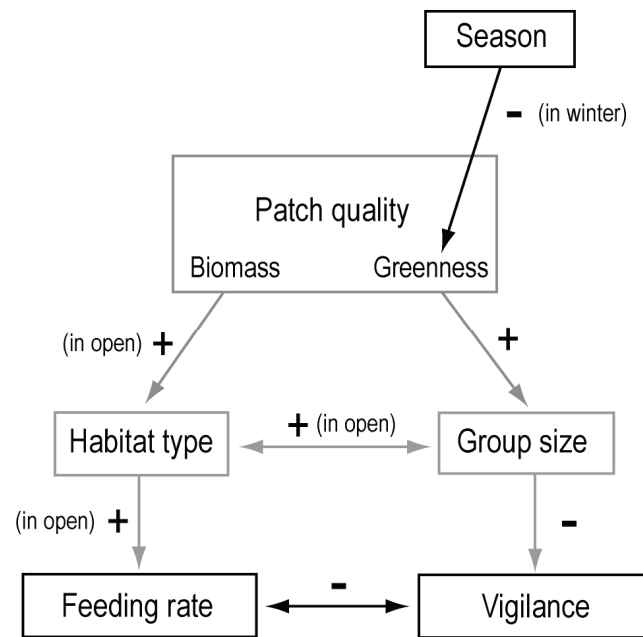 Season
- (in winter)
Patch quality
Biomass Greenness
(in open) +
+
Habitat type
+ (in open)
Group size
(in open) +
-
Feeding rate
-
Vigilance